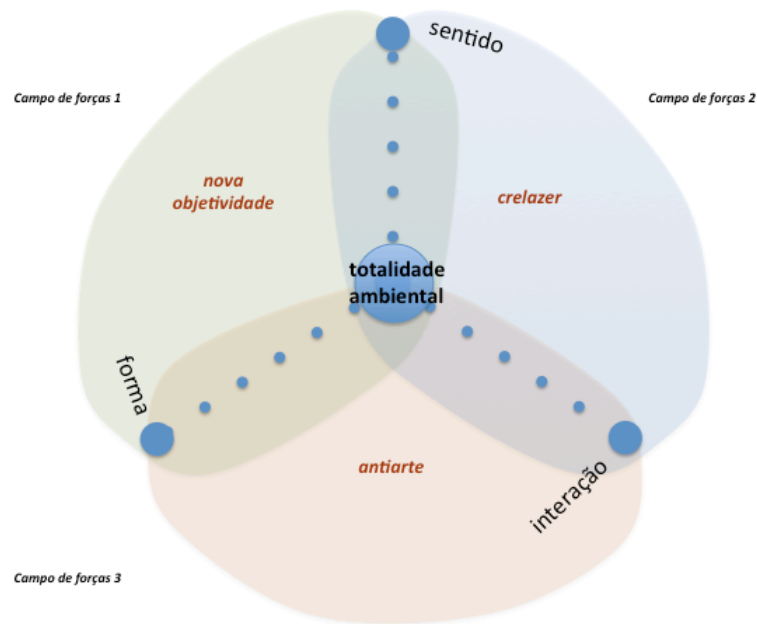 sentido
Campo de forças 1
Campo de forças 2
nova
objetividade
crelazer
totalidade
ambiental
forma
antiarte
interação
Campo de forças 3